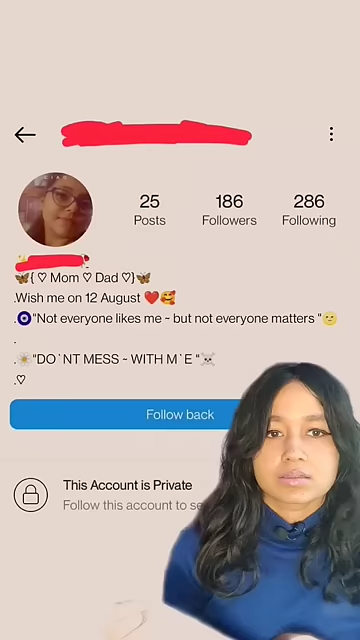 25 186 286
Posts Followers Following
🦋{ ♡ Mom ♡ Dad ♡}🦋
.Wish me on 12 August ❤️🥰
.🧿"Not everyone likes me - but not everyone matters "🌝
.
.🌼"DO`NT MESS - WITH M`E "☠️
.♡
Follow back
This Account is Private
Follow this account to se